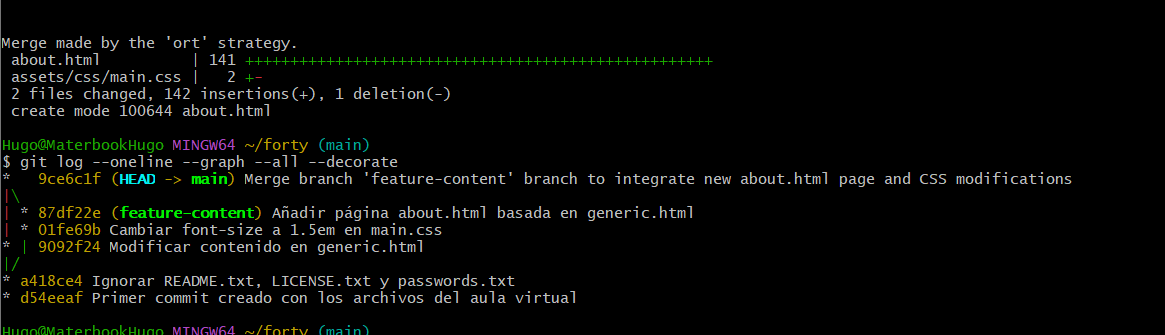 Merge made by the 'ort' strategy.
 about.html          | 141 +++++++++++++++++++++++++++++++++++++++++++++++++++++
 assets/css/main.css |   2 +-
 2 files changed, 142 insertions(+), 1 deletion(-)
 create mode 100644 about.html
Hugo@MaterbookHugo MINGW64 ~/forty (main)
$ git log --oneline --graph --all --decorate
*   9ce6c1f (HEAD -> main) Merge branch 'feature-content' branch to integrate new about.html page and CSS modifications
|\
| * 87df22e (feature-content) Añadir página about.html basada en generic.html
| * 01fe69b Cambiar font-size a 1.5em en main.css
* | 9092f24 Modificar contenido en generic.html
|/
* a418ce4 Ignorar README.txt, LICENSE.txt y passwords.txt
* d54eeaf Primer commit creado con los archivos del aula virtual
Hugo@MaterbookHugo MINGW64 ~/forty (main)